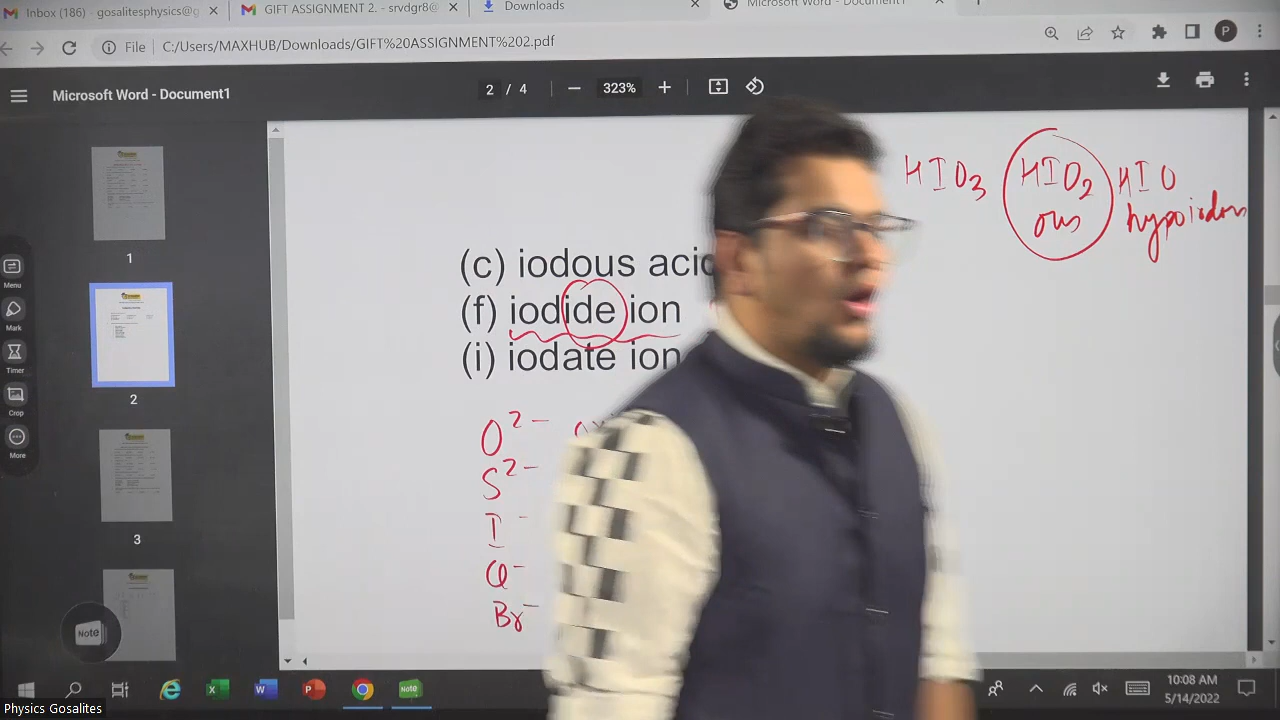 Inbox (186) - gosalitesphysics@g
GIFT ASSIGNMENT 2. - srvdgr8@
Downloads
Microsoft Word - Document1
File C:/Users/MAXHUB/Downloads/GIFT%20ASSIGNMENT%202.pdf
P
Microsoft Word - Document1
2 / 4
323%
1
2
3
Menu
Mark
Timer
Crop
More
Note
HIO3 HIO2 HIO
ous
(c) iodous acid
(f) iodide ion
(i) iodate ion
O2−
S2−
I−
Cl−
Br−
Note
10:08 AM
5/14/2022
Physics Gosalites